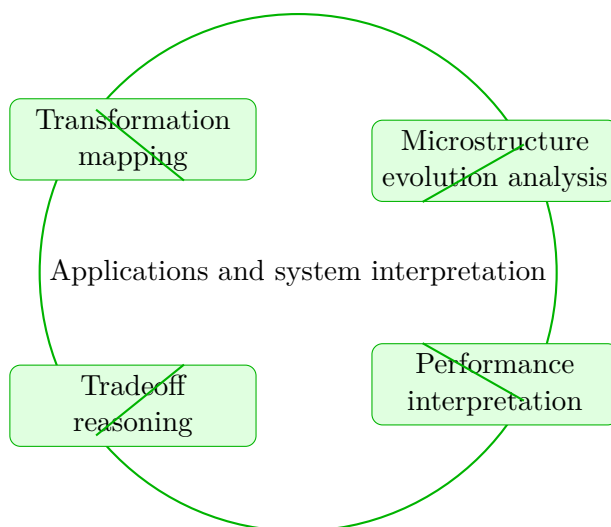 Transformation
mapping
Microstructure
evolution analysis
Applications and system interpretation
Tradeoff
reasoning
Performance
interpretation